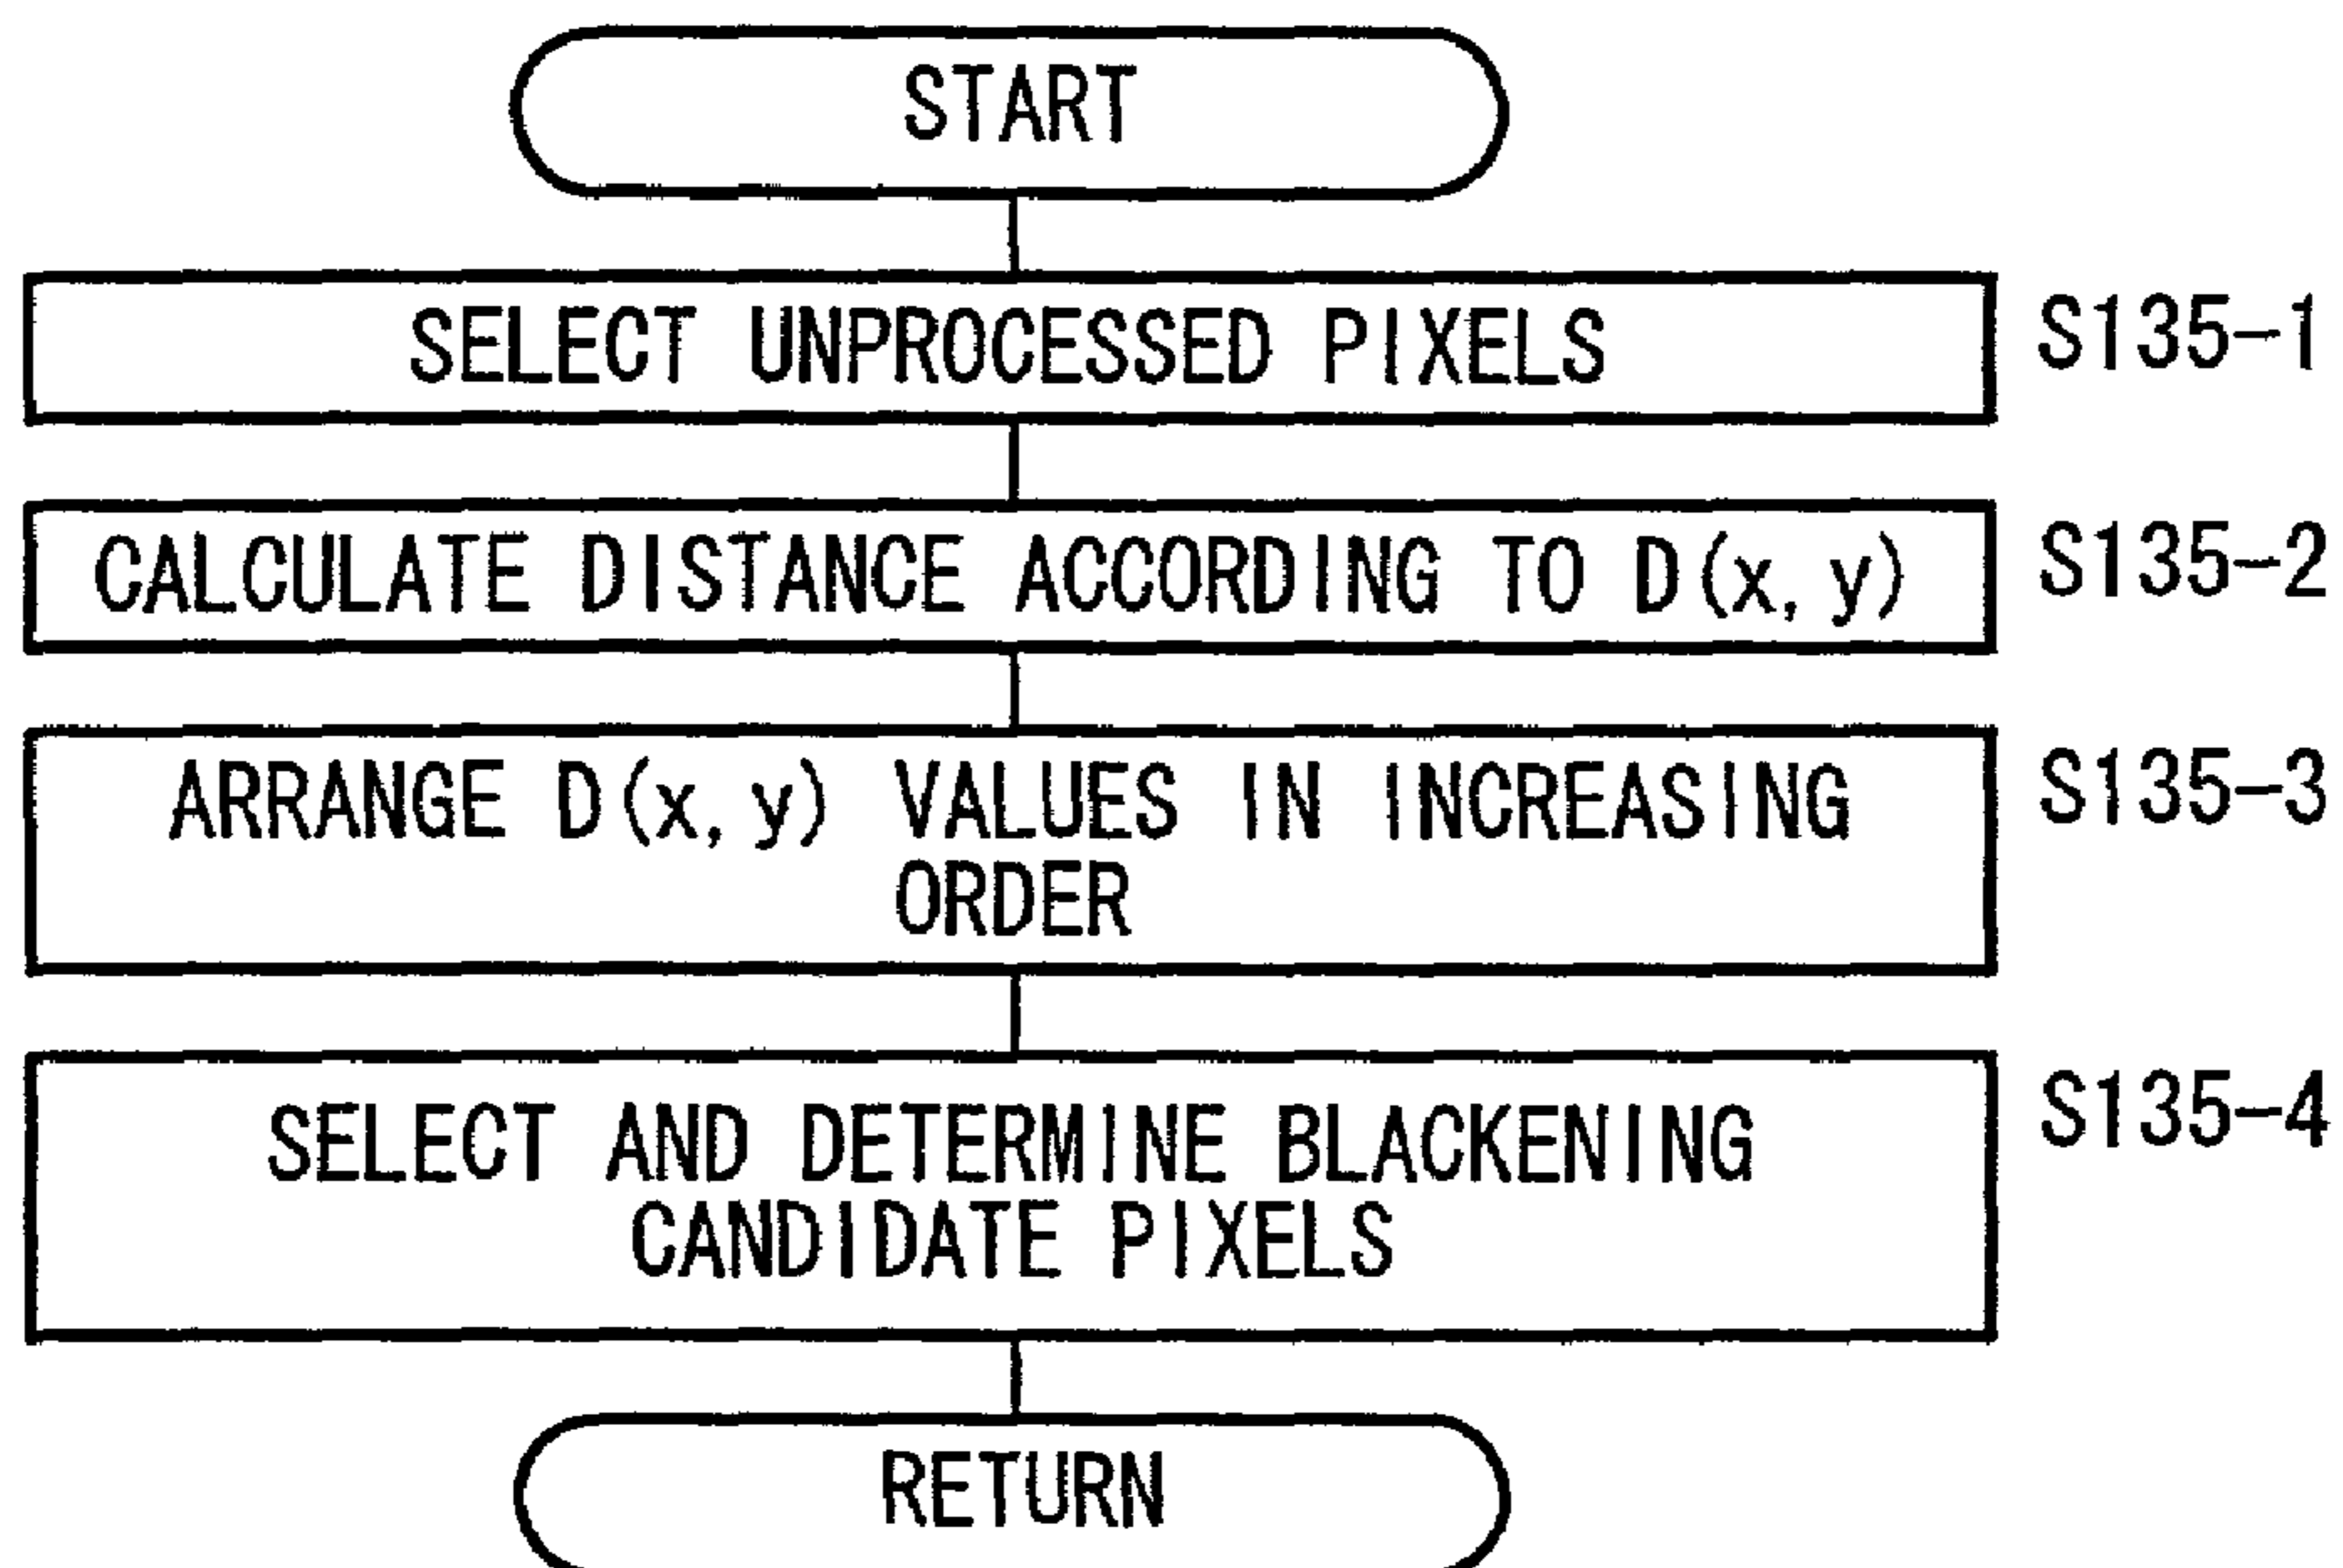 START
SELECT UNPROCESSED PIXELS
S135-1
CALCULATE DISTANCE ACCORDING TO D(x, y)
S135-2
ARRANGE D(x, y) VALUES IN INCREASING
ORDER
S135-3
SELECT AND DETERMINE BLACKENING
CANDIDATE PIXELS
S135-4
RETURN